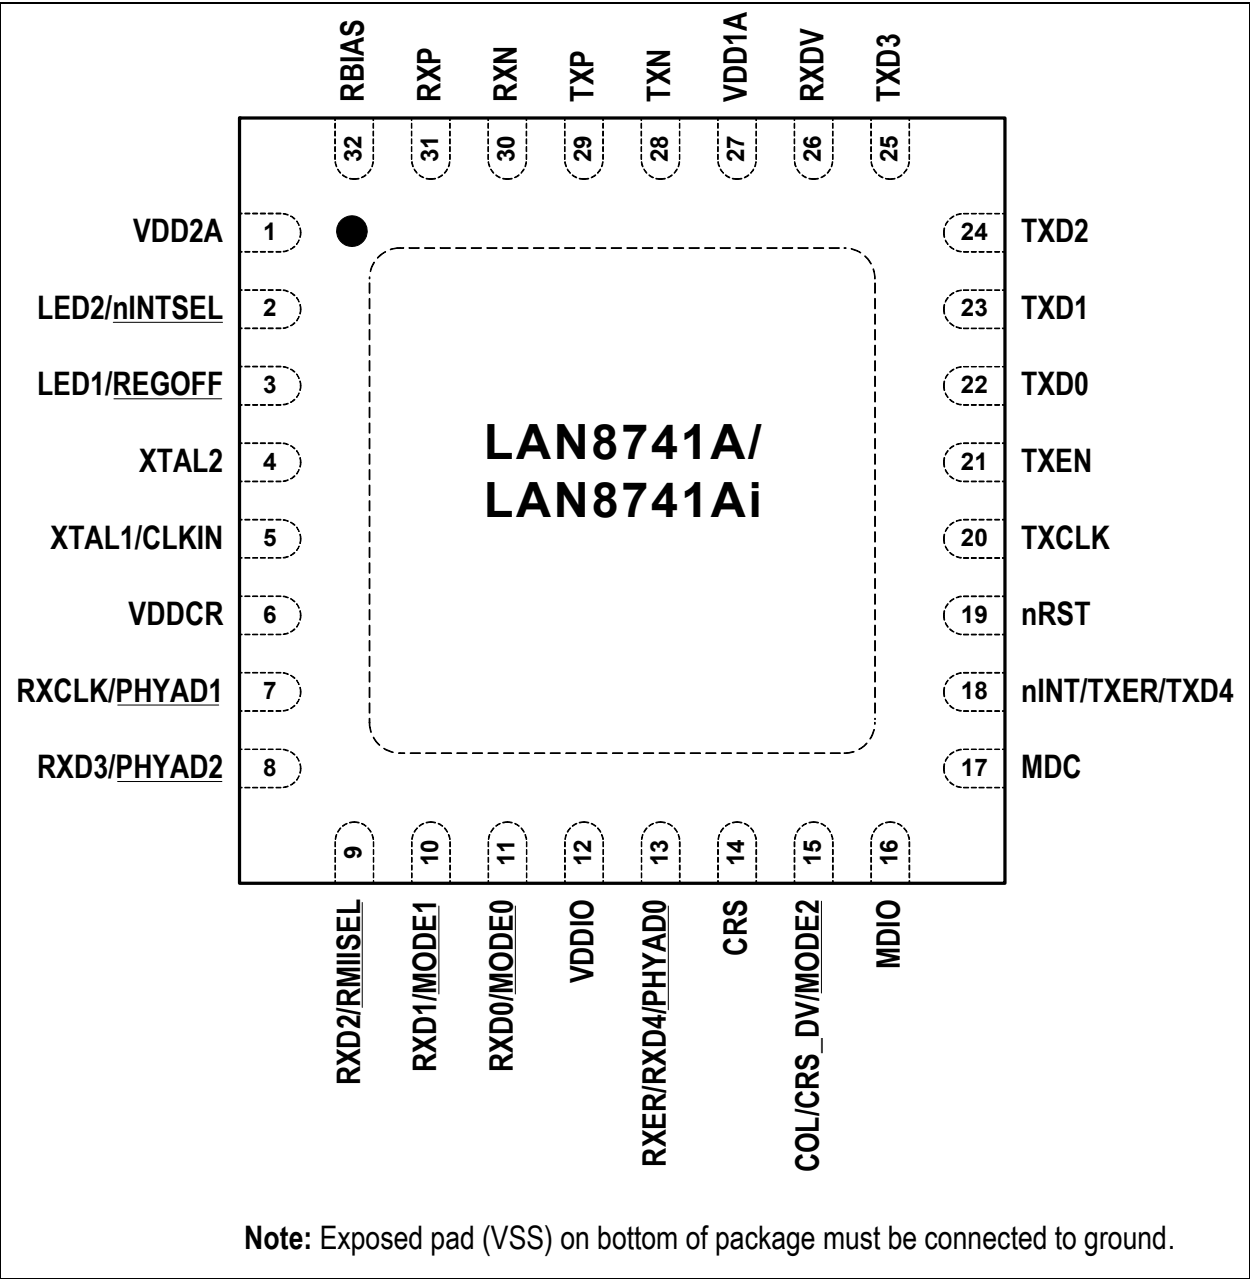 RBIAS
RXP
RXN
TXP
TXN
VDD1A
RXDV
TXD3
32
31
30
29
28
27
26
25
VDD2A 1
24 TXD2
LED2/nINTSEL 2
23 TXD1
LED1/REGOFF 3
22 TXD0
XTAL2 4
21 TXEN
XTAL1/CLKIN 5
20 TXCLK
VDDCR 6
19 nRST
RXCLK/PHYAD1 7
18 nINT/TXER/TXD4
RXD3/PHYAD2 8
17 MDC
LAN8741A/
LAN8741Ai
9
10
11
12
13
14
15
16
RXD2/RMIISEL
RXD1/MODE1
RXD0/MODE0
VDDIO
RXER/RXD4/PHYAD0
CRS
COL/CRS_DV/MODE2
MDIO
Note: Exposed pad (VSS) on bottom of package must be connected to ground.